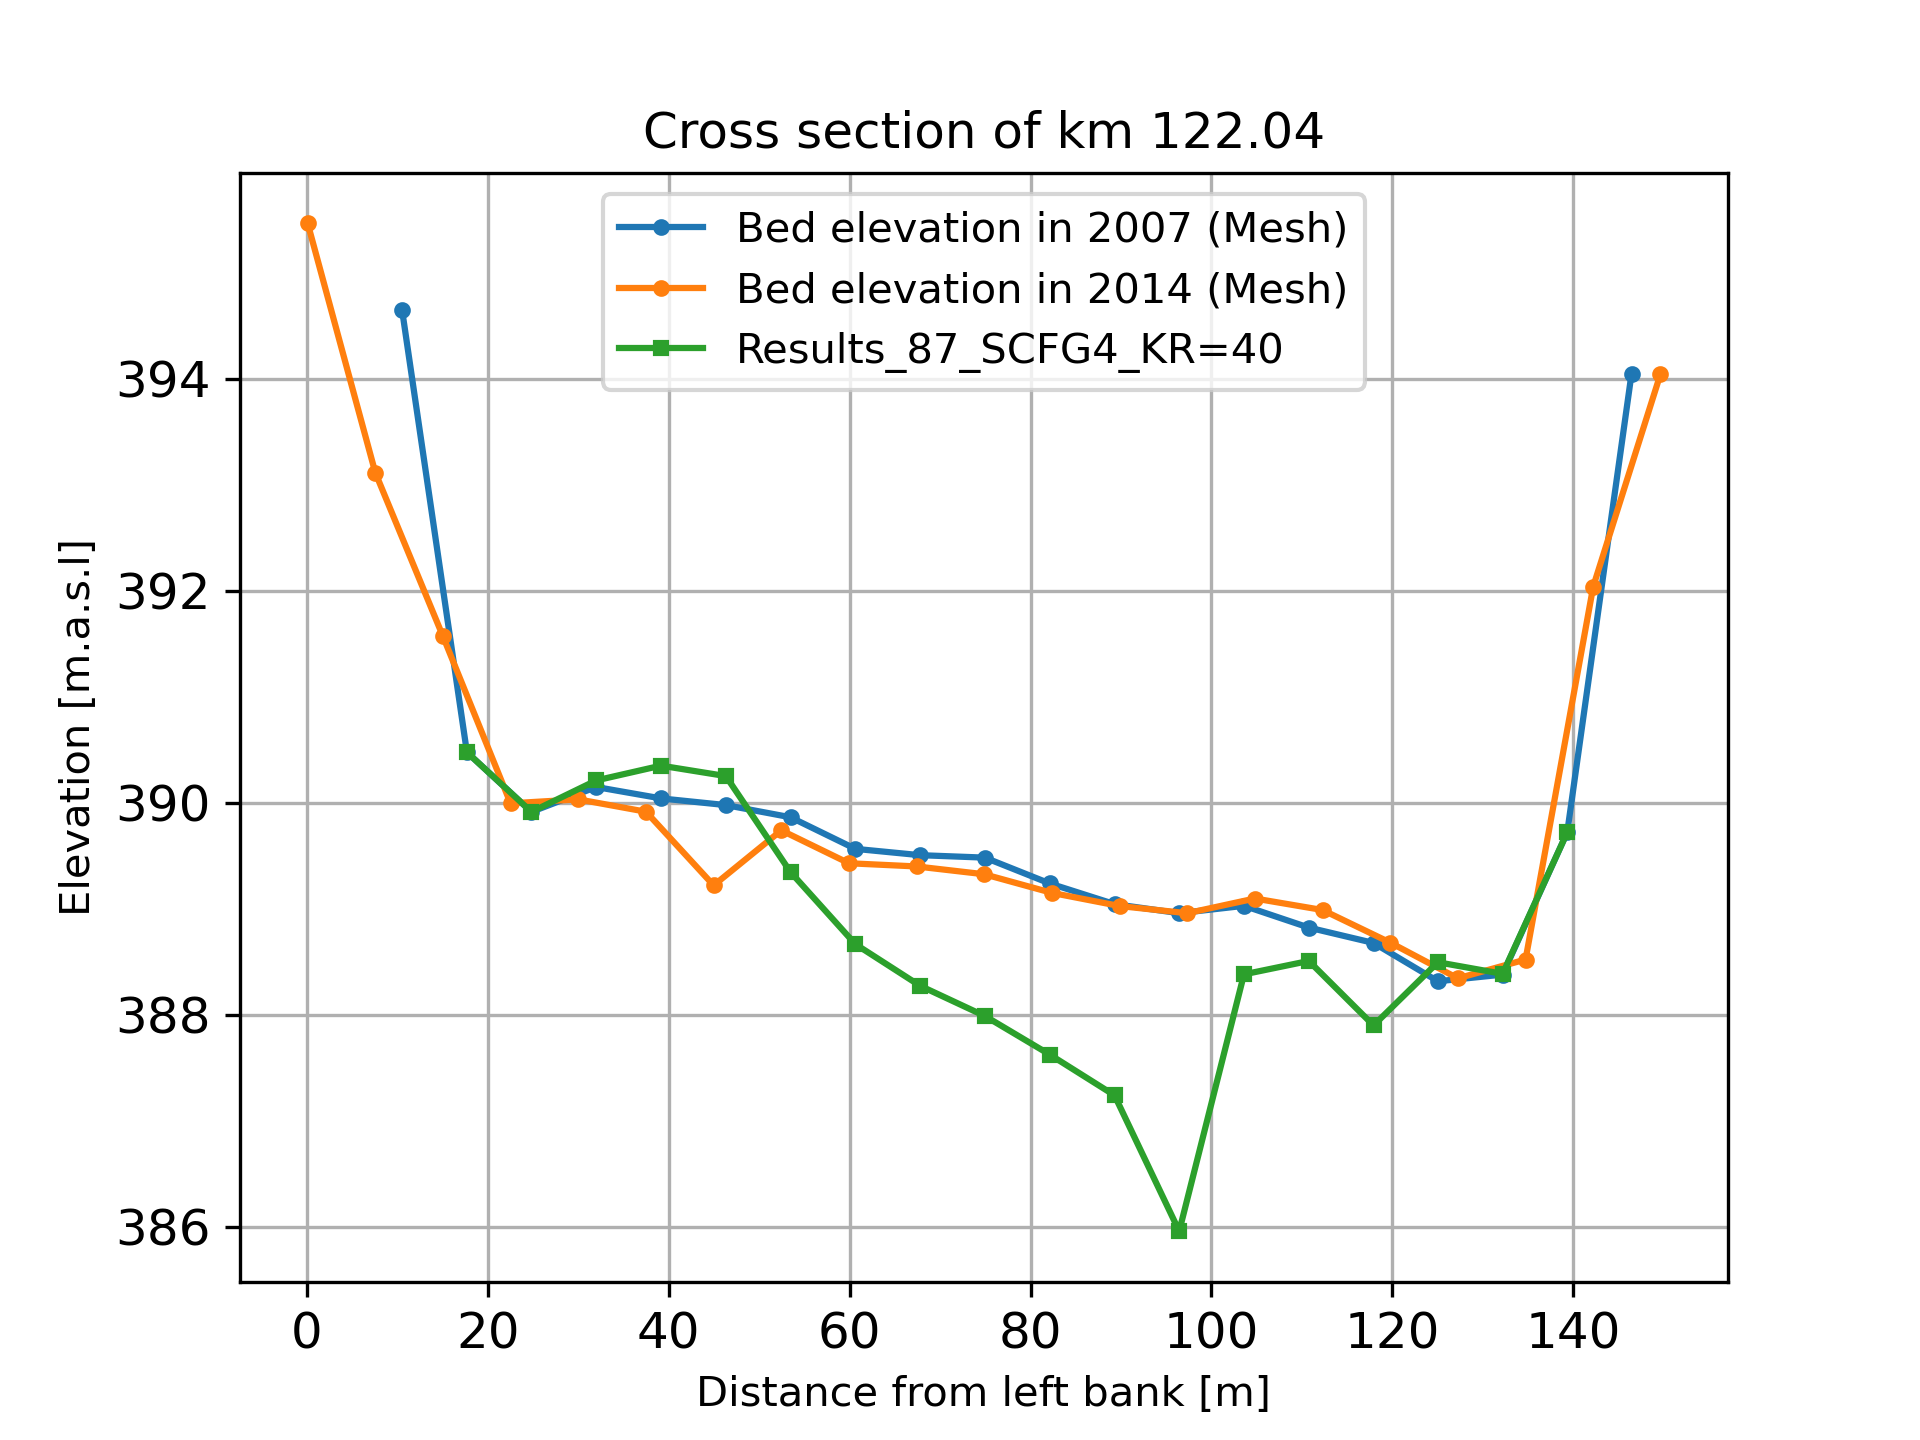 Cross section of km 122.04
Bed elevation in 2007 (Mesh)
Bed elevation in 2014 (Mesh)
Results_87_SCFG4_KR=40
Elevation [m.a.s.l]
394
392
390
388
386
0 20 40 60 80 100 120 140
Distance from left bank [m]